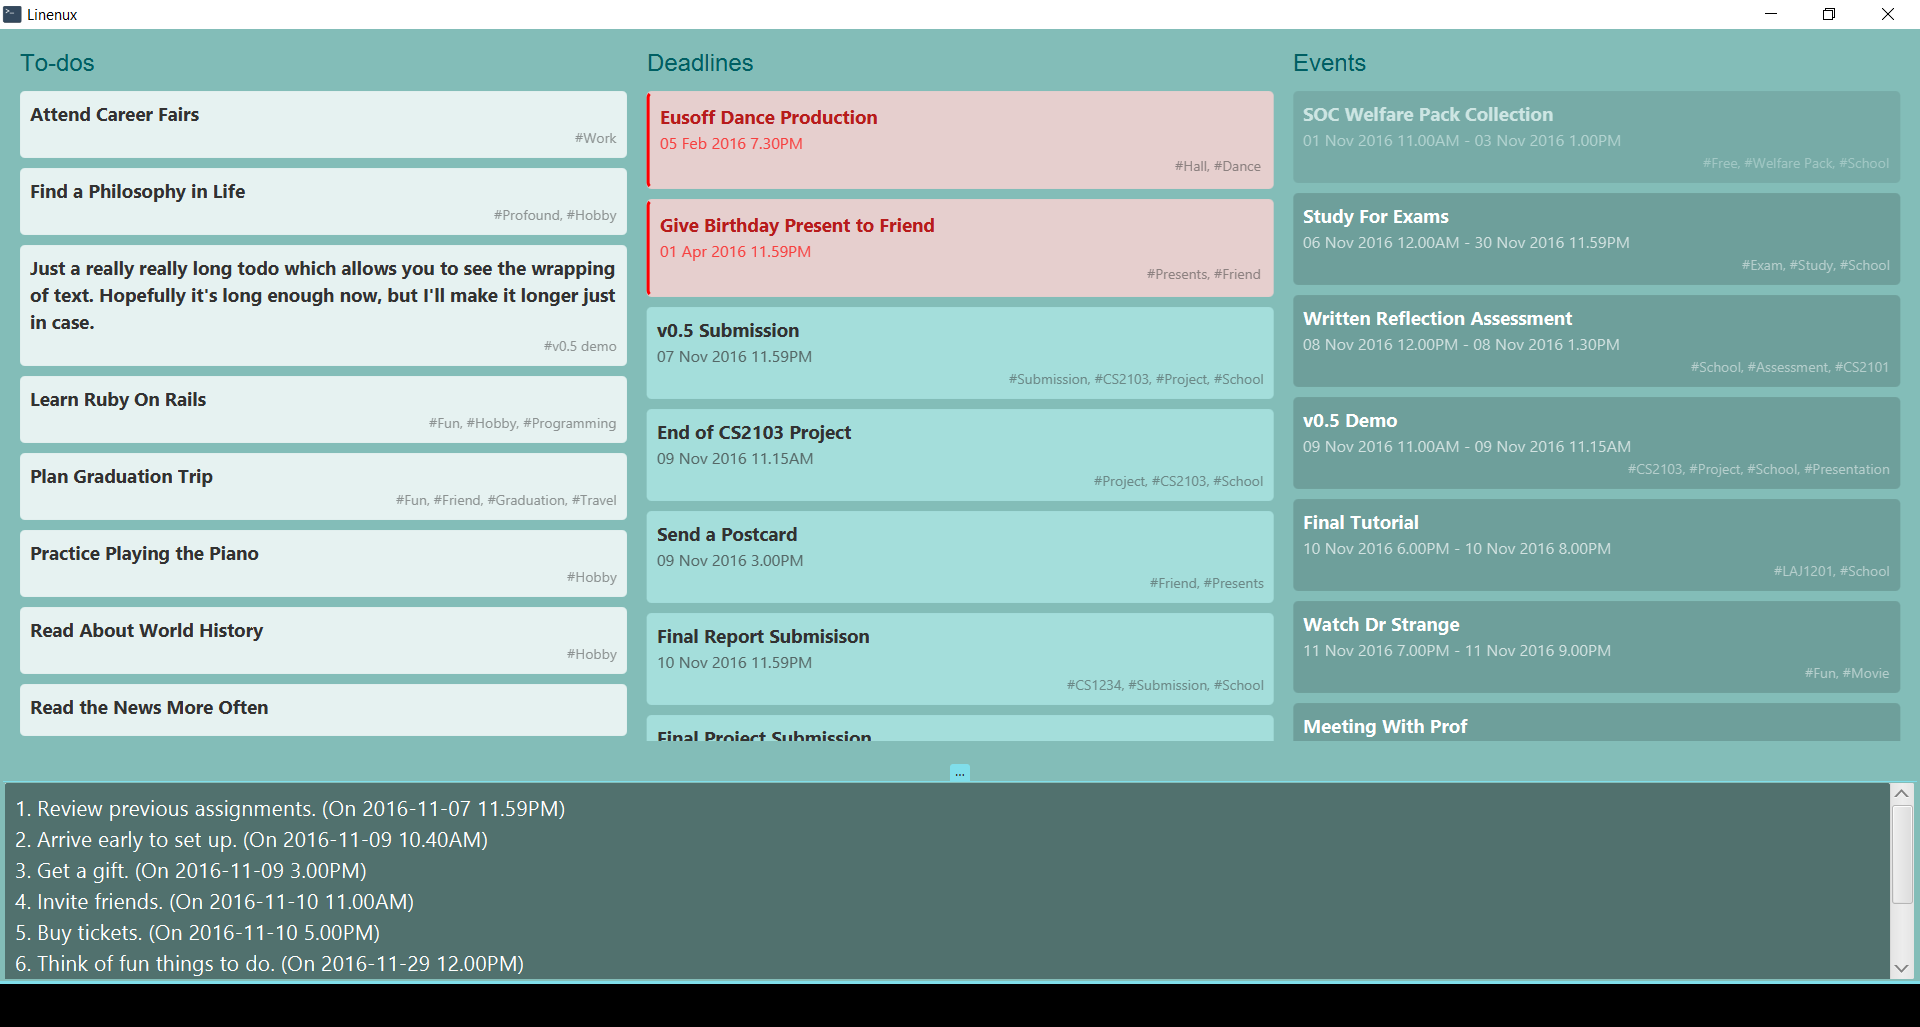 Linenux
To-dos
Attend Career Fairs
#Work
Find a Philosophy in Life
#Profound, #Hobby
Just a really really long todo which allows you to see the wrapping
of text. Hopefully it's long enough now, but I'll make it longer just
in case.
#v0.5 demo
Learn Ruby On Rails
#Fun, #Hobby, #Programming
Plan Graduation Trip
#Fun, #Friend, #Graduation, #Travel
Practice Playing the Piano
#Hobby
Read About World History
#Hobby
Read the News More Often
Deadlines
Eusoff Dance Production
05 Feb 2016 7.30PM
#Hall, #Dance
Give Birthday Present to Friend
01 Apr 2016 11.59PM
#Presents, #Friend
v0.5 Submission
07 Nov 2016 11.59PM
#Submission, #CS2103, #Project, #School
End of CS2103 Project
09 Nov 2016 11.15AM
#Project, #CS2103, #School
Send a Postcard
09 Nov 2016 3.00PM
#Friend, #Presents
Final Report Submisison
10 Nov 2016 11.59PM
#CS1234, #Submission, #School
Final Project Submission
Events
SOC Welfare Pack Collection
01 Nov 2016 11.00AM - 03 Nov 2016 1.00PM
#Free, #Welfare Pack, #School
Study For Exams
06 Nov 2016 12.00AM - 30 Nov 2016 11.59PM
#Exam, #Study, #School
Written Reflection Assessment
08 Nov 2016 12.00PM - 08 Nov 2016 1.30PM
#School, #Assessment, #CS2101
v0.5 Demo
09 Nov 2016 11.00AM - 09 Nov 2016 11.15AM
#CS2103, #Project, #School, #Presentation
Final Tutorial
10 Nov 2016 6.00PM - 10 Nov 2016 8.00PM
#LAJ1201, #School
Watch Dr Strange
11 Nov 2016 7.00PM - 11 Nov 2016 9.00PM
#Fun, #Movie
Meeting With Prof
...
1. Review previous assignments. (On 2016-11-07 11.59PM)
2. Arrive early to set up. (On 2016-11-09 10.40AM)
3. Get a gift. (On 2016-11-09 3.00PM)
4. Invite friends. (On 2016-11-10 11.00AM)
5. Buy tickets. (On 2016-11-10 5.00PM)
6. Think of fun things to do. (On 2016-11-29 12.00PM)